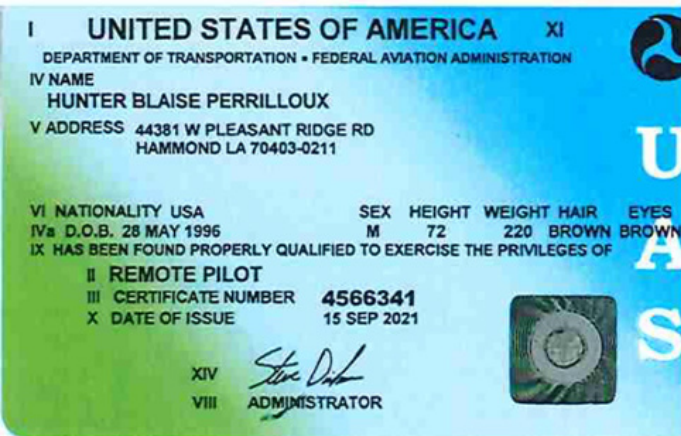 I UNITED STATES OF AMERICA XI
DEPARTMENT OF TRANSPORTATION • FEDERAL AVIATION ADMINISTRATION
IV NAME
HUNTER BLAISE PERRILLOUX
V ADDRESS 44381 W PLEASANT RIDGE RD
HAMMOND LA 70403-0211
VI NATIONALITY USA SEX HEIGHT WEIGHT HAIR EYES
IVa D.O.B. 28 MAY 1996 M 72 220 BROWN BROWN
IX HAS BEEN FOUND PROPERLY QUALIFIED TO EXERCISE THE PRIVILEGES OF
II REMOTE PILOT
III CERTIFICATE NUMBER 4566341
X DATE OF ISSUE 15 SEP 2021
XIV Steve Dickson
VIII ADMINISTRATOR
U
A
S